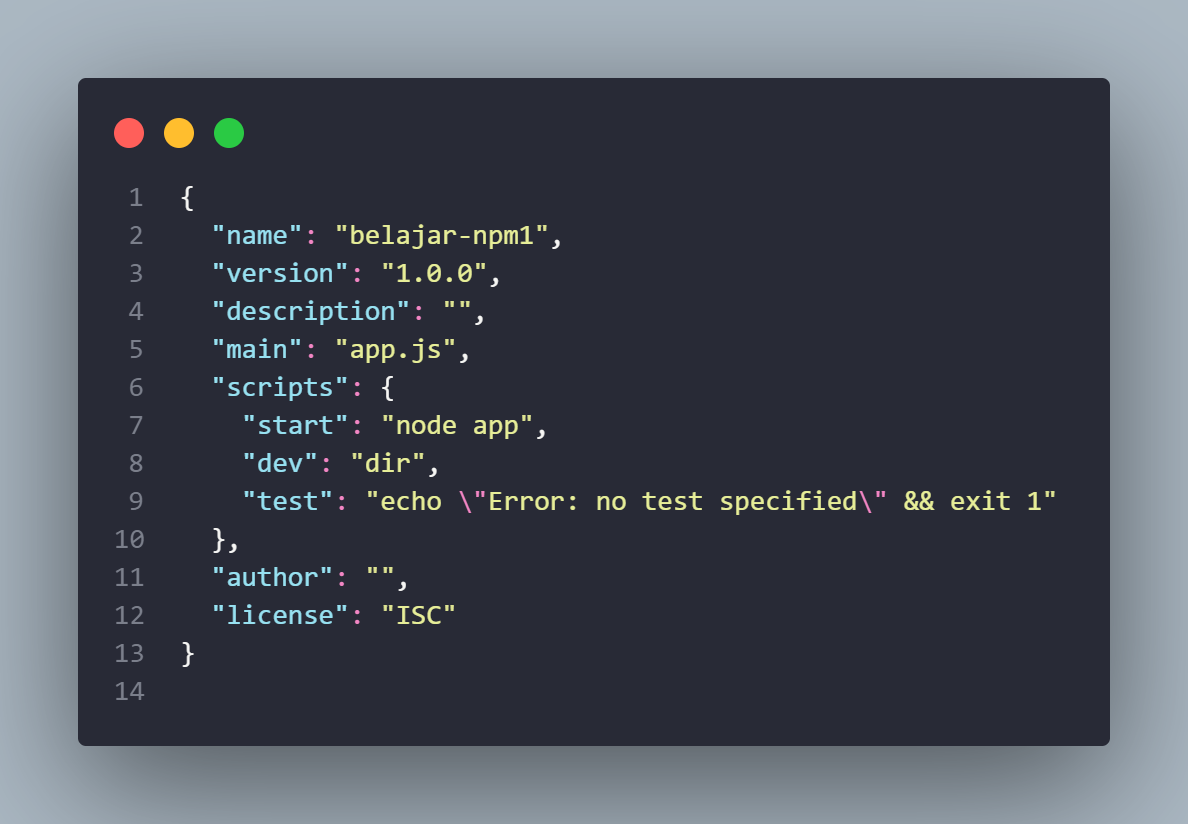 1 {
2   "name": "belajar-npm1",
3   "version": "1.0.0",
4   "description": "",
5   "main": "app.js",
6   "scripts": {
7     "start": "node app",
8     "dev": "dir",
9     "test": "echo \"Error: no test specified\" && exit 1"
10   },
11   "author": "",
12   "license": "ISC"
13 }
14